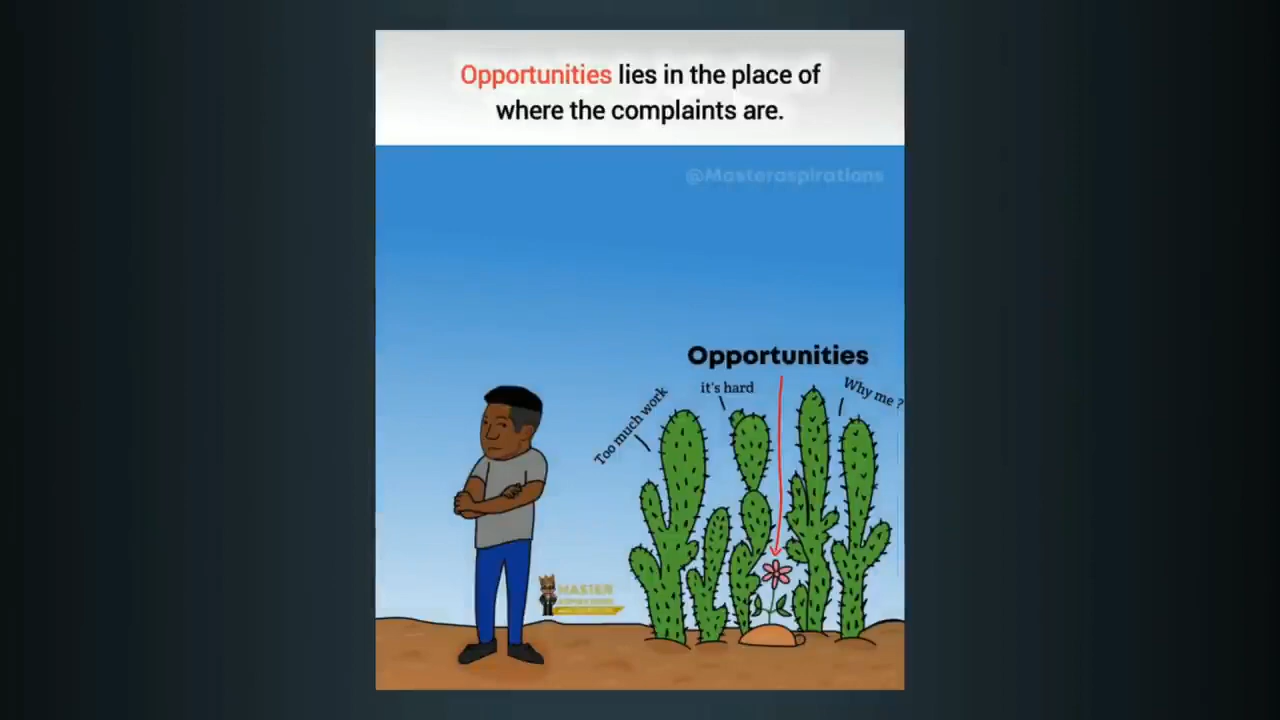 Opportunities lies in the place of
where the complaints are.
@Masteraspirations
Opportunities
Too much work
it's hard
Why me ?
MASTER